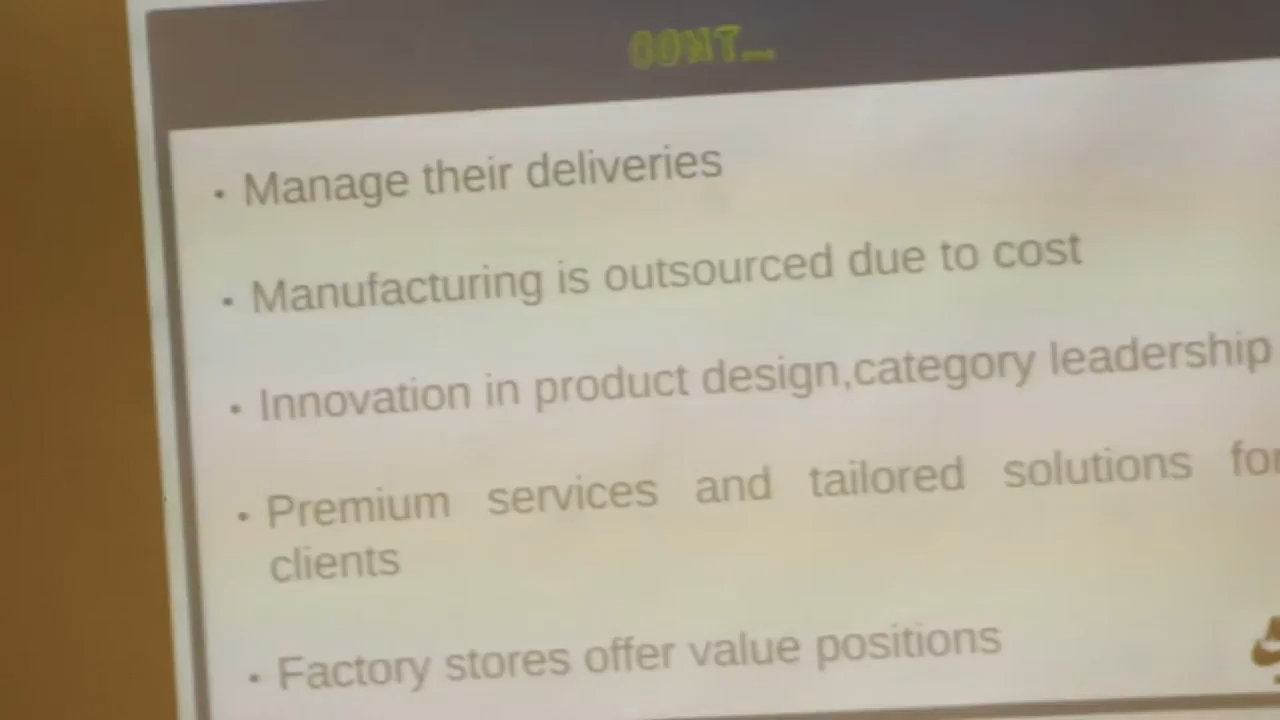 CONT...
• Manage their deliveries
• Manufacturing is outsourced due to cost
• Innovation in product design,category leadership
• Premium services and tailored solutions for
clients
• Factory stores offer value positions